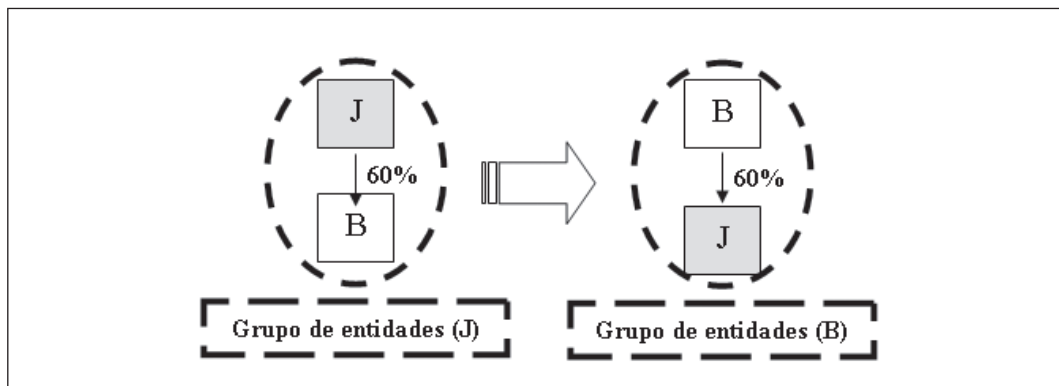 J
60%
B
Grupo de entidades (J)
B
60%
J
Grupo de entidades (B)